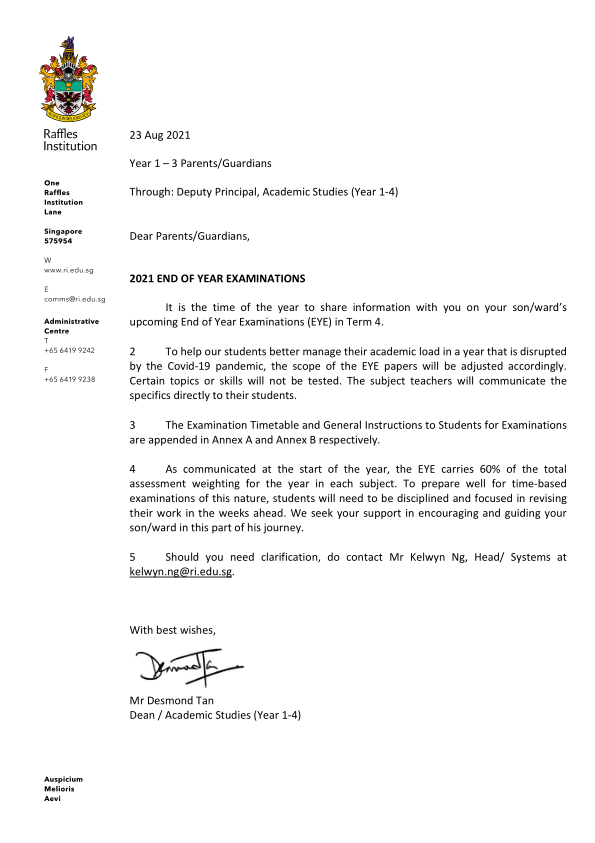 Raffles
Institution
One
Raffles
Institution
Lane
Singapore
575954
W
www.ri.edu.sg
E
comms@ri.edu.sg
Administrative
Centre
T
+65 6419 9242
F
+65 6419 9238
23 Aug 2021
Year 1 – 3 Parents/Guardians
Through: Deputy Principal, Academic Studies (Year 1-4)
Dear Parents/Guardians,
2021 END OF YEAR EXAMINATIONS
It is the time of the year to share information with you on your son/ward’s
upcoming End of Year Examinations (EYE) in Term 4.
2 To help our students better manage their academic load in a year that is disrupted
by the Covid-19 pandemic, the scope of the EYE papers will be adjusted accordingly.
Certain topics or skills will not be tested. The subject teachers will communicate the
specifics directly to their students.
3 The Examination Timetable and General Instructions to Students for Examinations
are appended in Annex A and Annex B respectively.
4 As communicated at the start of the year, the EYE carries 60% of the total
assessment weighting for the year in each subject. To prepare well for time-based
examinations of this nature, students will need to be disciplined and focused in revising
their work in the weeks ahead. We seek your support in encouraging and guiding your
son/ward in this part of his journey.
5 Should you need clarification, do contact Mr Kelwyn Ng, Head/ Systems at
kelwyn.ng@ri.edu.sg.
With best wishes,
Mr Desmond Tan
Dean / Academic Studies (Year 1-4)
Auspicium
Melioris
Aevi